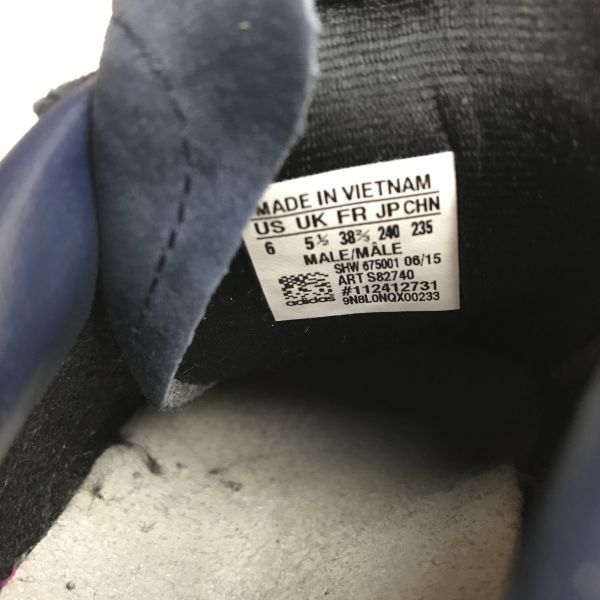 MADE IN VIETNAM
US UK FR JP CHN
6 5½ 38⅔ 240 235
MALE/MÂLE
SHW 675001 06/15
ART S82740
#112412731
adidas 9N8L0NQX00233